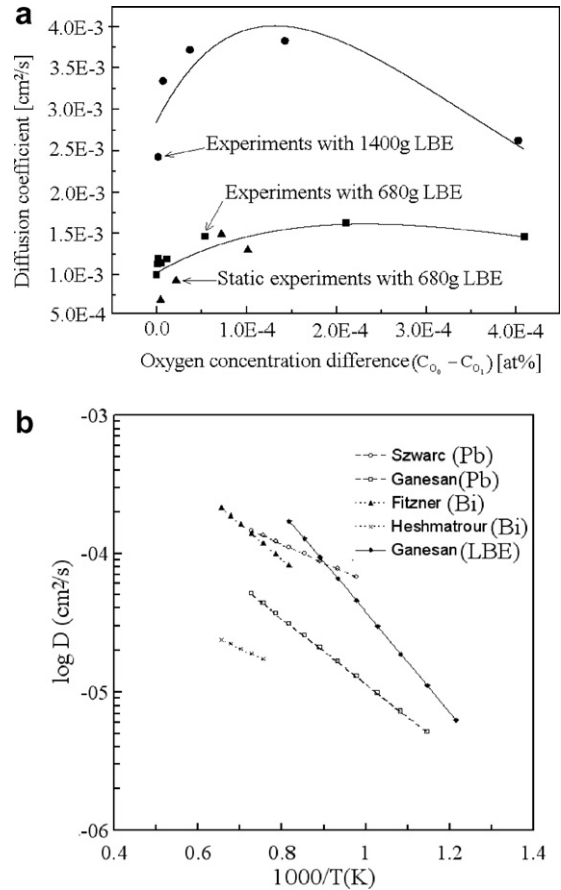 a
Diffusion coefficient [cm²/s]
4.0E-3
3.5E-3
3.0E-3
2.5E-3
2.0E-3
1.5E-3
1.0E-3
5.0E-4
Experiments with 1400g LBE
Experiments with 680g LBE
Static experiments with 680g LBE
0.0 1.0E-4 2.0E-4 3.0E-4 4.0E-4
Oxygen concentration difference (C_O₀ – C_O₁) [at%]
b
log D (cm²/s)
-03
-04
-05
-06
Szwarc (Pb)
Ganesan (Pb)
Fitzner (Bi)
Heshmatrour (Bi)
Ganesan (LBE)
0.4 0.6 0.8 1 1.2 1.4
1000/T(K)